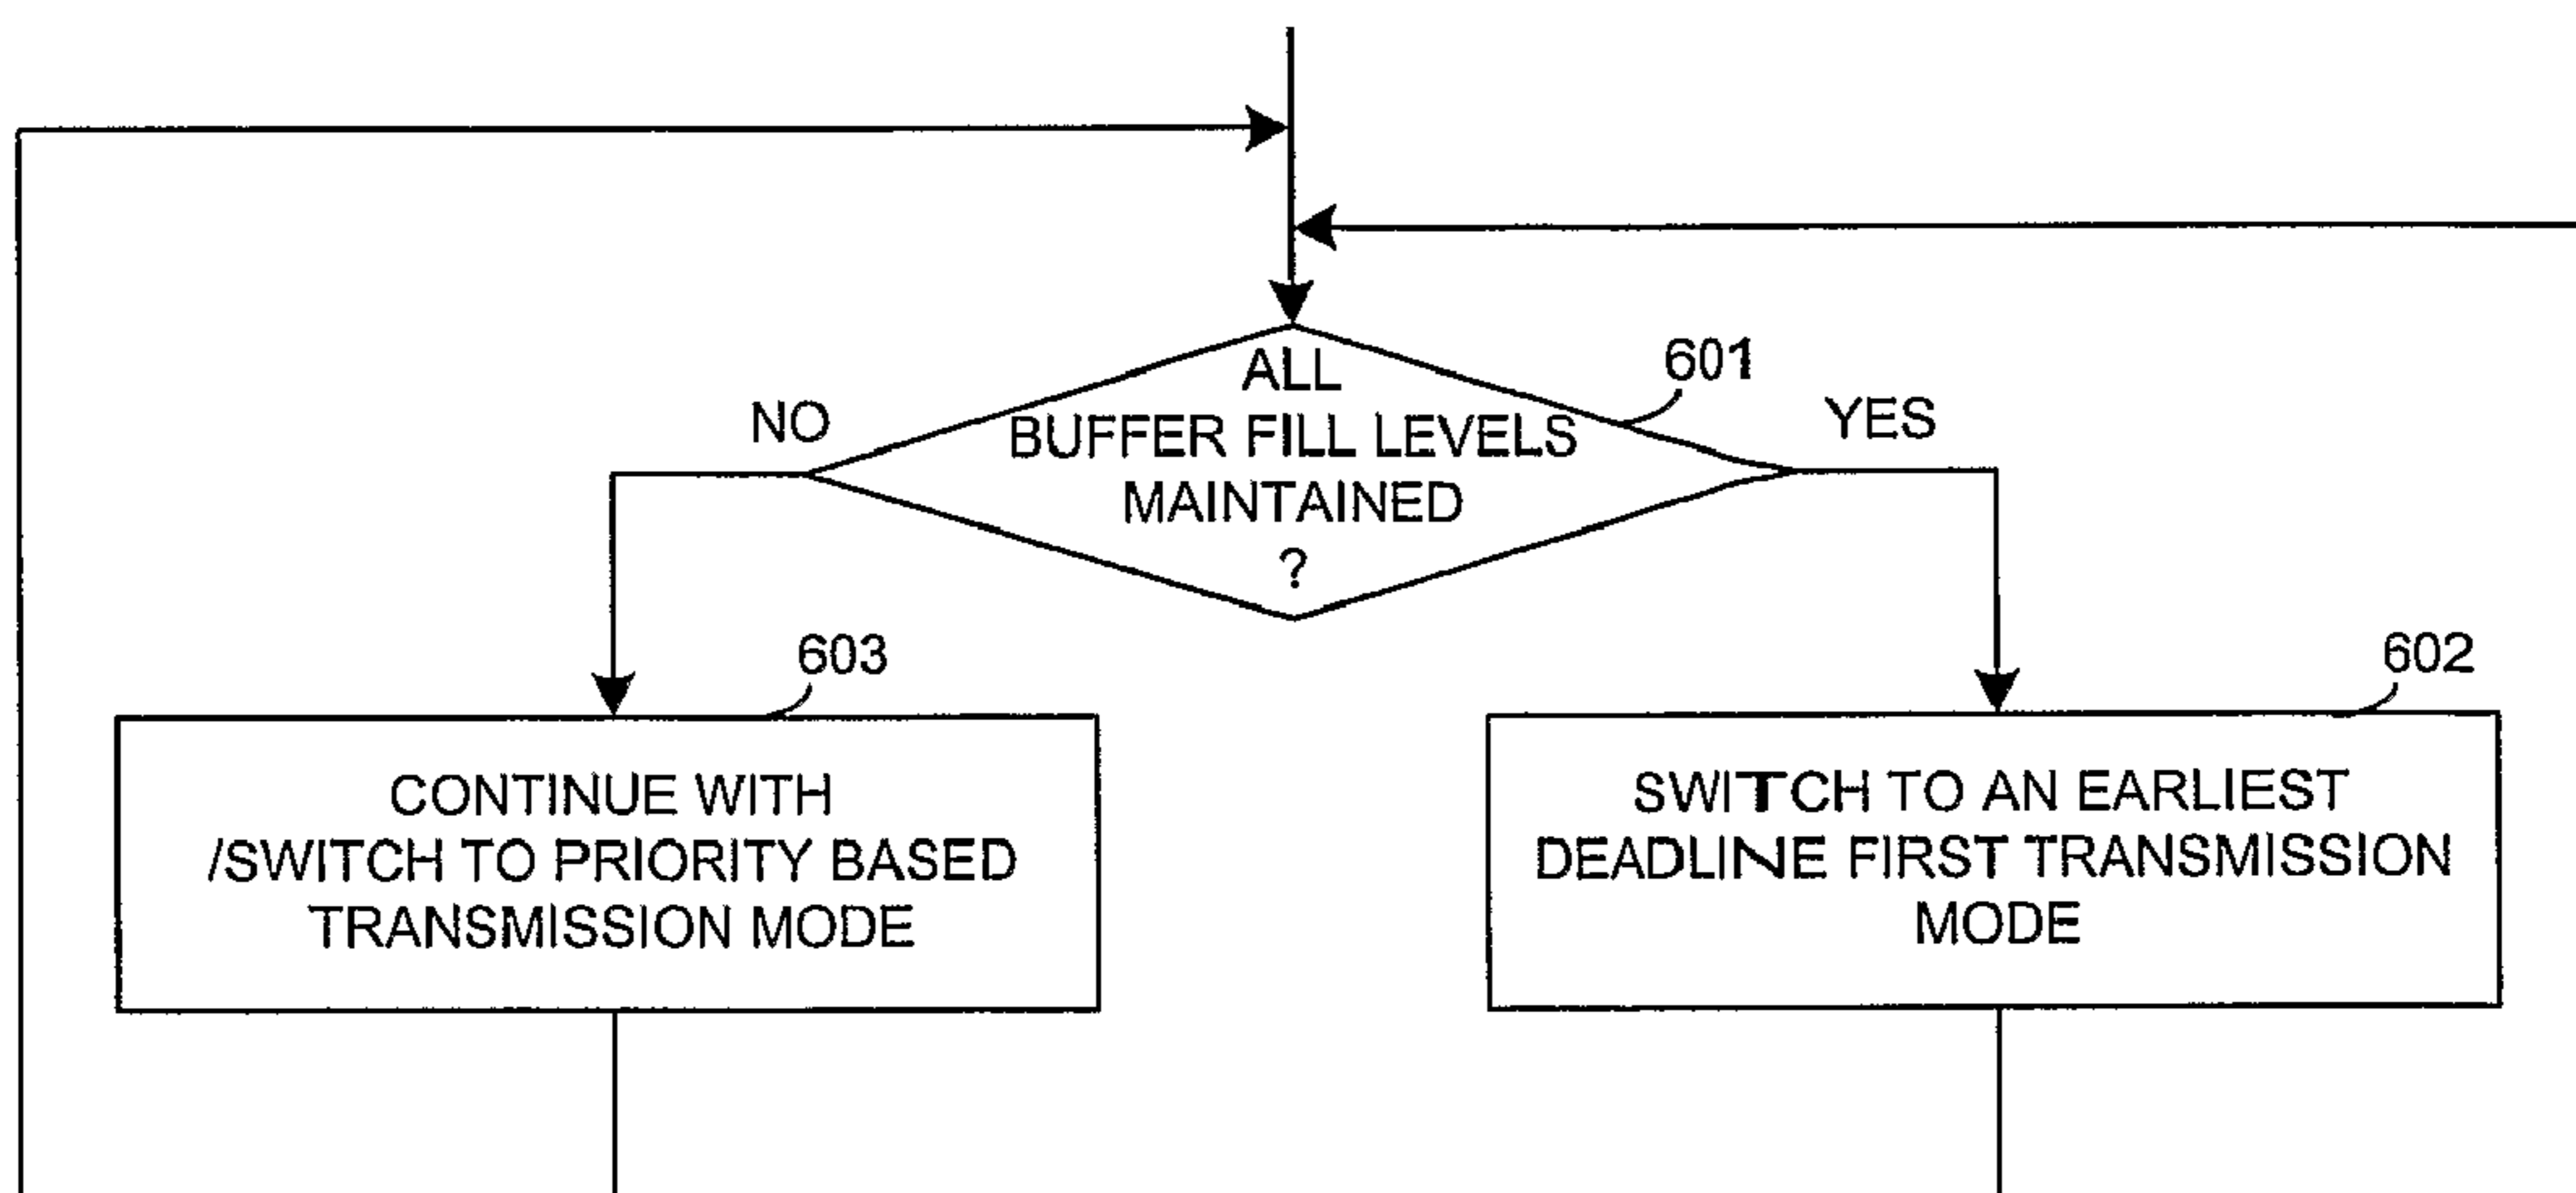 ALL
BUFFER FILL LEVELS
MAINTAINED
?
601
NO
YES
603
CONTINUE WITH
/SWITCH TO PRIORITY BASED
TRANSMISSION MODE
602
SWITCH TO AN EARLIEST
DEADLINE FIRST TRANSMISSION
MODE